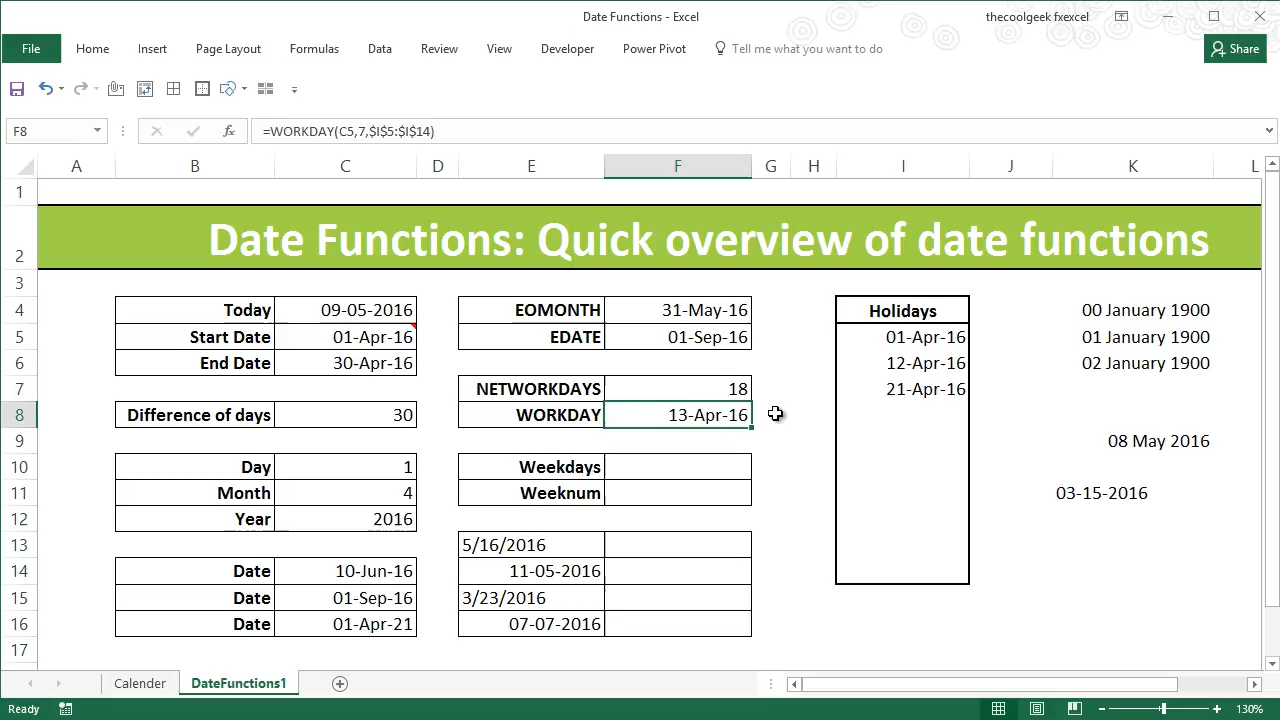 Date Functions - Excel
thecoolgeek fxexcel
File Home Insert Page Layout Formulas Data Review View Developer Power Pivot Tell me what you want to do Share
F8 fx =WORKDAY(C5,7,$I$5:$I$14)
A B C D E F G H I J K L
1
2 Date Functions: Quick overview of date functions
3
4 Today 09-05-2016 EOMONTH 31-May-16 Holidays 00 January 1900
5 Start Date 01-Apr-16 EDATE 01-Sep-16 01-Apr-16 01 January 1900
6 End Date 30-Apr-16 12-Apr-16 02 January 1900
7 NETWORKDAYS 18 21-Apr-16
8 Difference of days 30 WORKDAY 13-Apr-16
9 08 May 2016
10 Day 1 Weekdays
11 Month 4 Weeknum 03-15-2016
12 Year 2016
13 5/16/2016
14 Date 10-Jun-16 11-05-2016
15 Date 01-Sep-16 3/23/2016
16 Date 01-Apr-21 07-07-2016
17
Calender DateFunctions1
Ready 130%